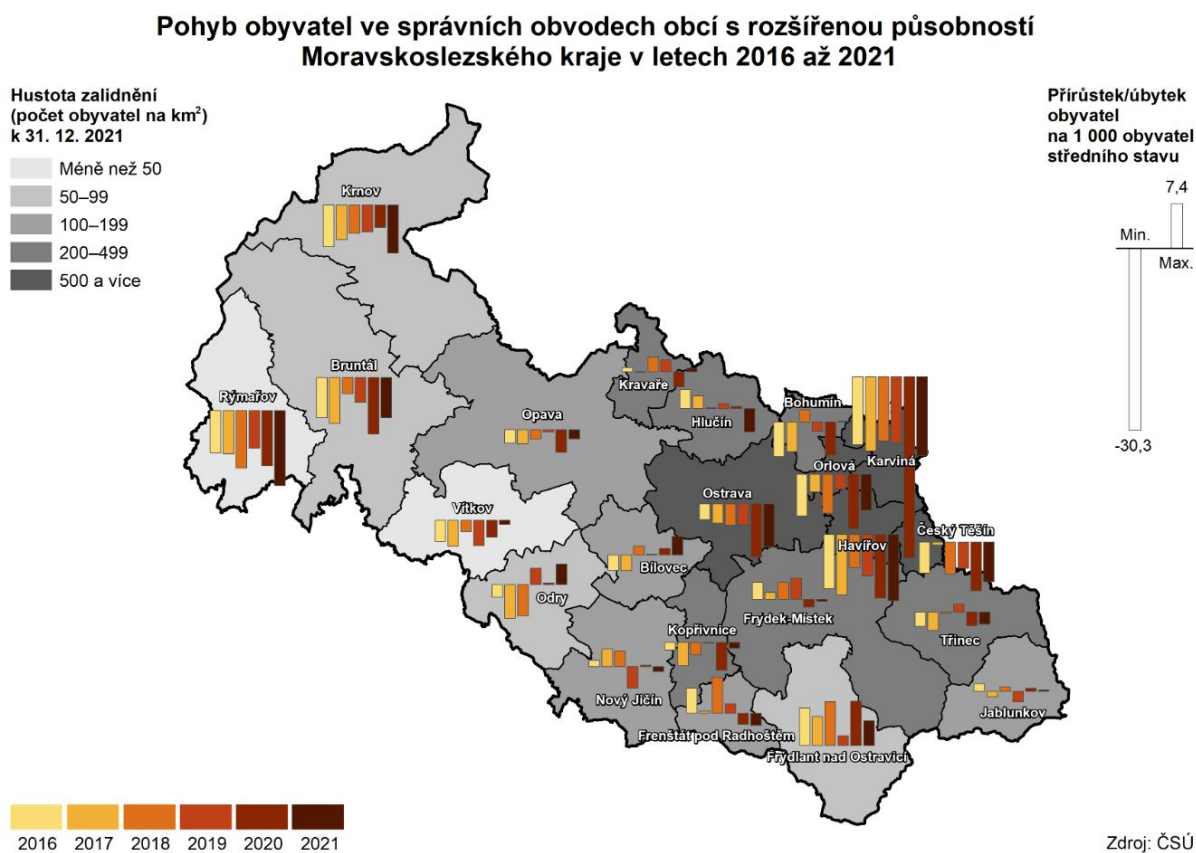 Pohyb obyvatel ve správních obvodech obcí s rozšířenou působností
Moravskoslezského kraje v letech 2016 až 2021
Hustota zalidnění
(počet obyvatel na km²)
k 31. 12. 2021
Méně než 50
50–99
100–199
200–499
500 a více
Přírůstek/úbytek
obyvatel
na 1 000 obyvatel
středního stavu
7,4
Min.
Max.
-30,3
Krnov
Bruntál
Rýmařov
Kravaře
Opava
Hlučín
Bohumín
Karviná
Orlová
Ostrava
Vítkov
Český Těšín
Havířov
Bílovec
Odry
Frýdek-Místek
Kopřivnice
Třinec
Nový Jičín
Jablunkov
Frenštát pod Radhoštěm
Frýdlant nad Ostravicí
2016 2017 2018 2019 2020 2021
Zdroj: ČSÚ